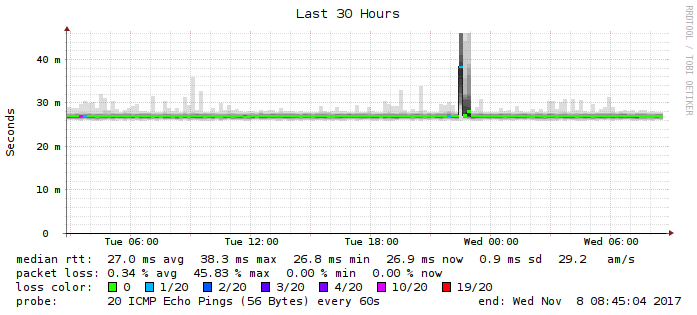 Last 30 Hours
RRDTOOL / TOBI OETIKER
Seconds
40 m
30 m
20 m
10 m
0
Tue 06:00 Tue 12:00 Tue 18:00 Wed 00:00 Wed 06:00
median rtt: 27.0 ms avg 38.3 ms max 26.8 ms min 26.9 ms now 0.9 ms sd 29.2 am/s
packet loss: 0.34 % avg 45.83 % max 0.00 % min 0.00 % now
loss color: 0 1/20 2/20 3/20 4/20 10/20 19/20
probe: 20 ICMP Echo Pings (56 Bytes) every 60s end: Wed Nov 8 08:45:04 2017